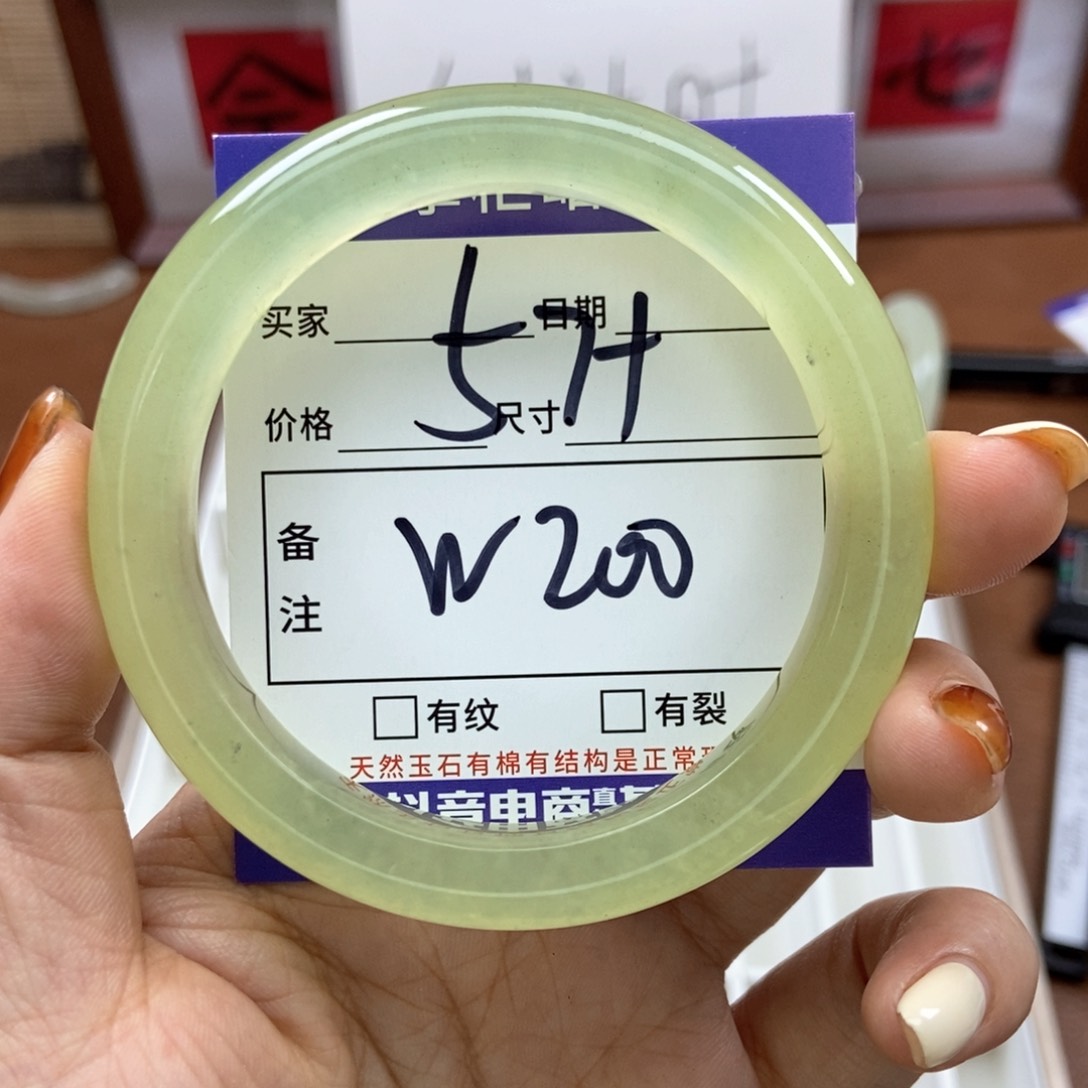 买家 日期
价格 尺寸
57H
备注
W200
有纹 有裂
天然玉石有棉有结构是正常
抖音电商